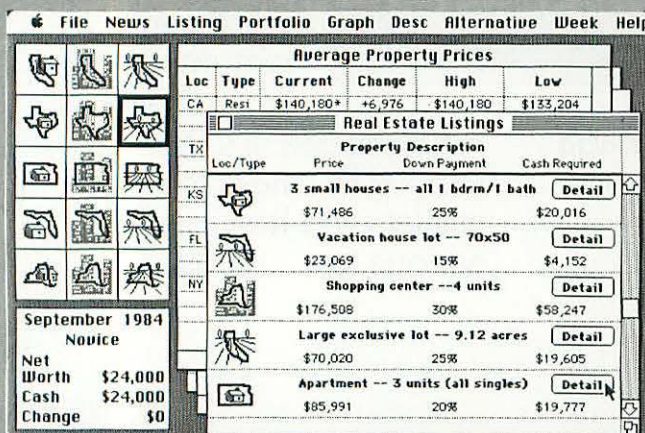 File News Listing Portfolio Graph Desc Alternative Week Help
Average Property Prices
Loc Type Current Change High Low
CA Resi $140,180* +6,976 $140,180 $133,204
TX
KS
FL
NY
Real Estate Listings
Property Description
Loc/Type Price Down Payment Cash Required
3 small houses -- all 1 bdrm/1 bath Detail
$71,486 25% $20,016
Vacation house lot -- 70x50 Detail
$23,069 15% $4,152
Shopping center --4 units Detail
$176,508 30% $58,247
Large exclusive lot -- 9.12 acres Detail
$70,020 25% $19,605
Apartment -- 3 units (all singles) Detail
$85,991 20% $19,777
September 1984
Novice
Net
Worth $24,000
Cash $24,000
Change $0